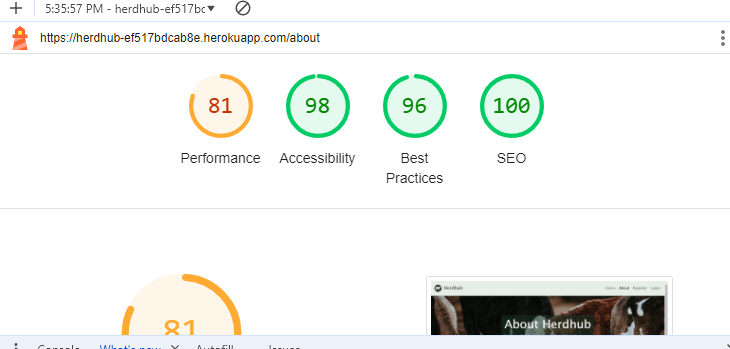 5:35:57 PM - herdhub-ef517bdc
https://herdhub-ef517bdcab8e.herokuapp.com/about
81 98 96 100
Performance Accessibility Best Practices SEO
81
Herdhub Home About Register Login
About Herdhub
Console What's new Autofill Issues